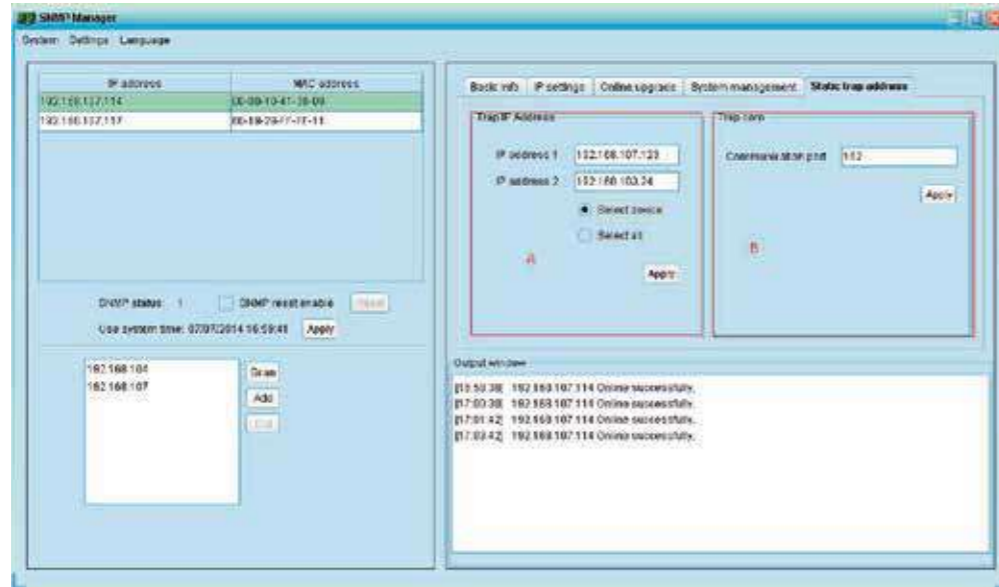 SNMP Manager
System Settings Language
IP address MAC address
192.168.107.114
192.168.107.117
SNMP status: 1 SNMP reset enable Reset
Use system time: 07/07/2014 16:59:41 Apply
192.168.104
192.168.107
Scan
Add
Del
Basic info IP settings Online upgrade System management Static trap address
Trap IP Address
IP address 1 192.168.107.123
IP address 2 192.168.103.24
Select device
Select all
A
Apply
Trap com
Communication port 162
Apply
B
Output window
192.168.107.114 Online successfully.
[17:00:38] 192.168.107.114 Online successfully.
[17:01:42] 192.168.107.114 Online successfully.
[17:03:42] 192.168.107.114 Online successfully.